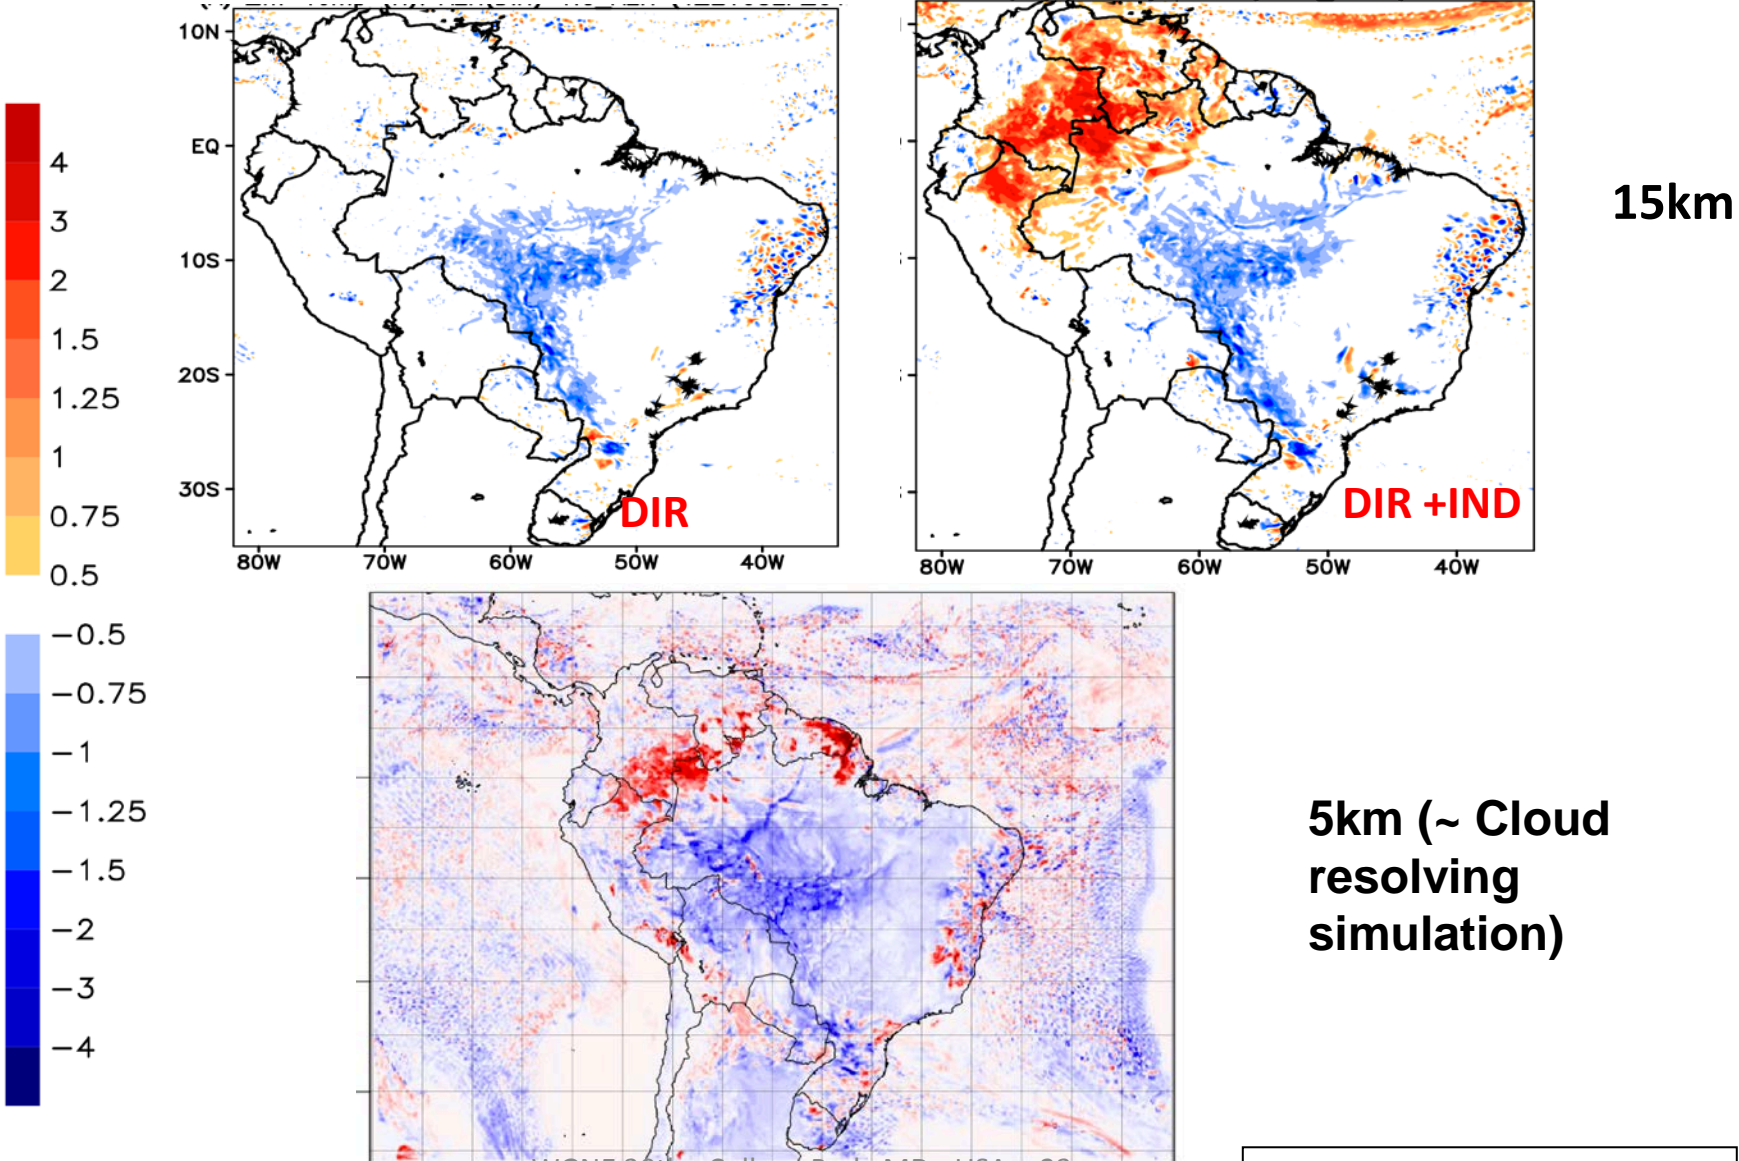 10N
EQ
10S
20S
30S
80W 70W 60W 50W 40W
DIR
80W 70W 60W 50W 40W
DIR +IND
15km
4
3
2
1.5
1.25
1
0.75
0.5
−0.5
−0.75
−1
−1.25
−1.5
−2
−3
−4
5km (~ Cloud
resolving
simulation)